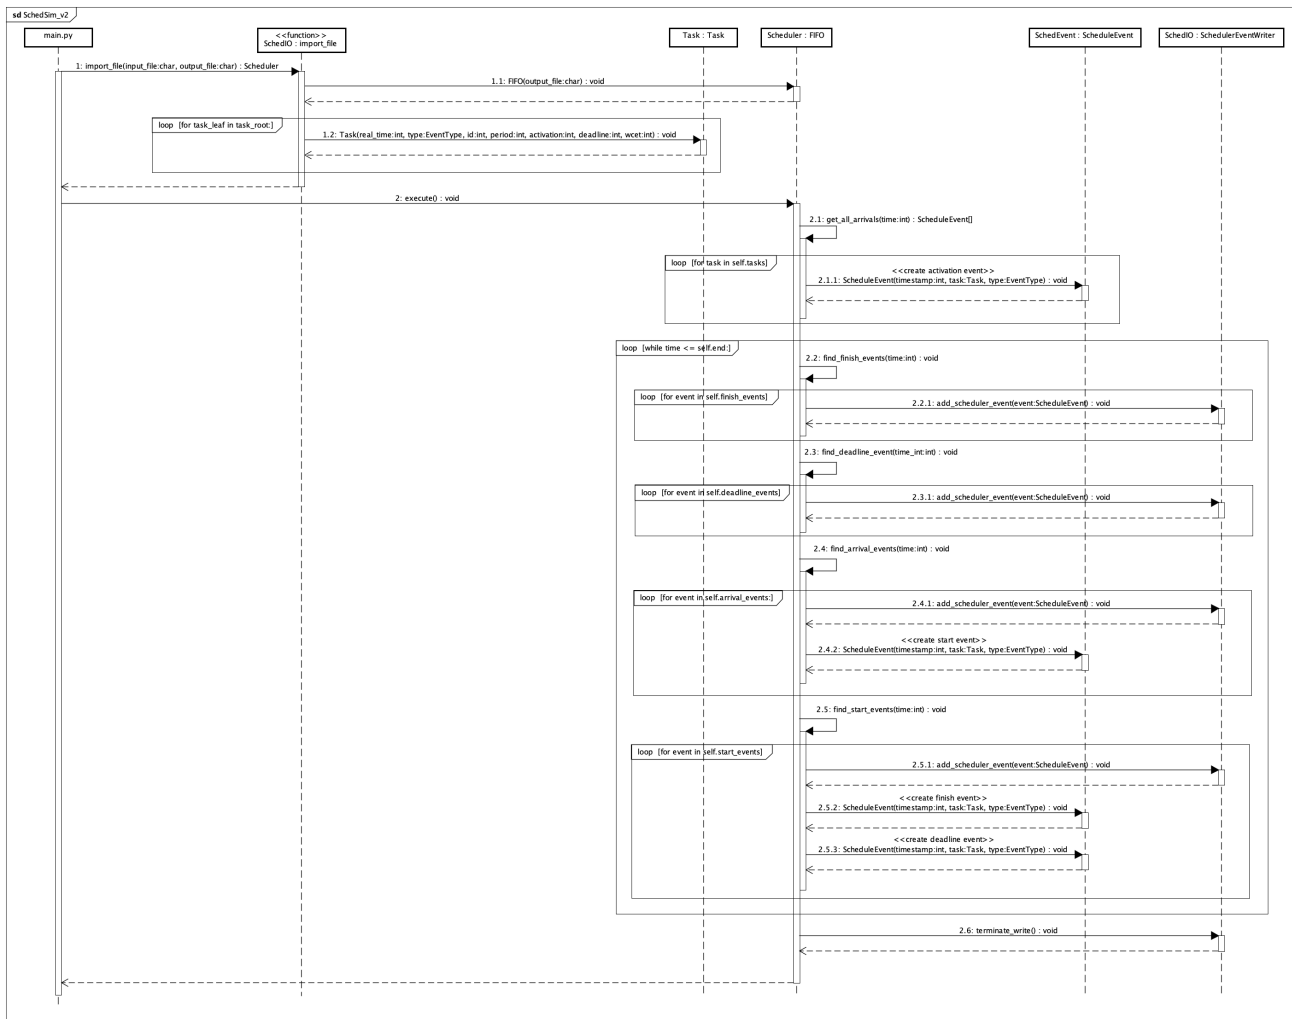 sd SchedSim_v2
main.py
<<function>>
SchedIO : import_file
Task : Task
Scheduler : FIFO
SchedEvent : ScheduleEvent
SchedIO : SchedulerEventWriter
1: import_file(input_file:char, output_file:char) : Scheduler
1.1: FIFO(output_file:char) : void
loop [for task_leaf in task_root:]
1.2: Task(real_time:int, type:EventType, id:int, period:int, activation:int, deadline:int, wcet:int) : void
2: execute() : void
2.1: get_all_arrivals(time:int) : ScheduleEvent[]
loop [for task in self.tasks]
<<create activation event>>
2.1.1: ScheduleEvent(timestamp:int, task:Task, type:EventType) : void
loop [while time <= self.end:]
2.2: find_finish_events(time:int) : void
loop [for event in self.finish_events]
2.2.1: add_scheduler_event(event:ScheduleEvent) : void
2.3: find_deadline_event(time_int:int) : void
loop [for event in self.deadline_events]
2.3.1: add_scheduler_event(event:ScheduleEvent) : void
2.4: find_arrival_events(time:int) : void
loop [for event in self.arrival_events:]
2.4.1: add_scheduler_event(event:ScheduleEvent) : void
<<create start event>>
2.4.2: ScheduleEvent(timestamp:int, task:Task, type:EventType) : void
2.5: find_start_events(time:int) : void
loop [for event in self.start_events]
2.5.1: add_scheduler_event(event:ScheduleEvent) : void
<<create finish event>>
2.5.2: ScheduleEvent(timestamp:int, task:Task, type:EventType) : void
<<create deadline event>>
2.5.3: ScheduleEvent(timestamp:int, task:Task, type:EventType) : void
2.6: terminate_write() : void